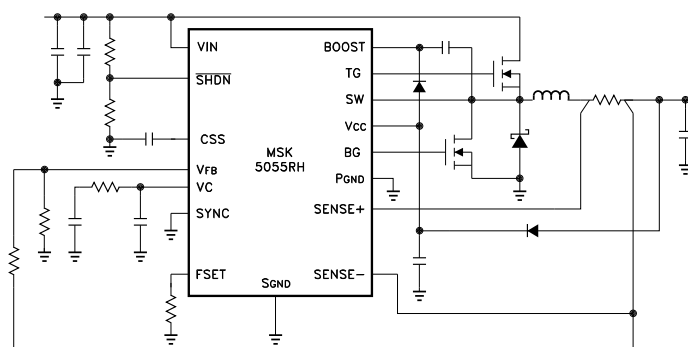 VIN
BOOST
SHDN
TG
SW
CSS
VCC
MSK
5055RH
BG
VFB
PGND
VC
SYNC
SENSE+
FSET
SGND
SENSE-